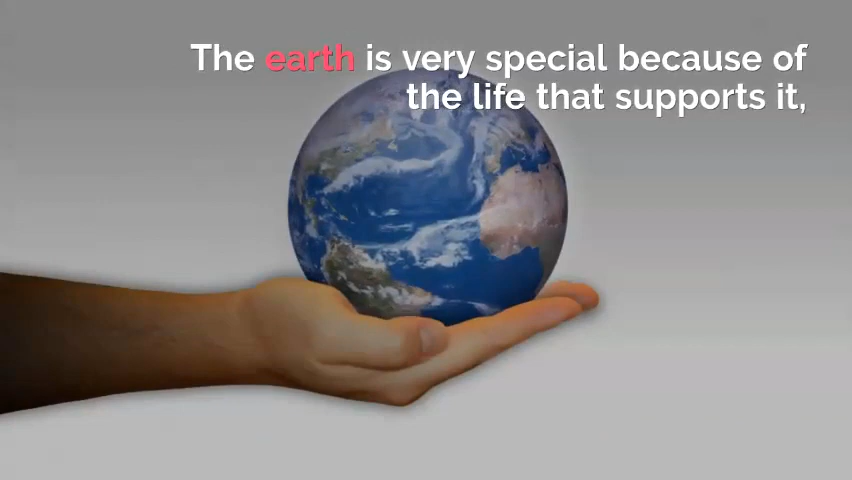 The earth is very special because of
the life that supports it,